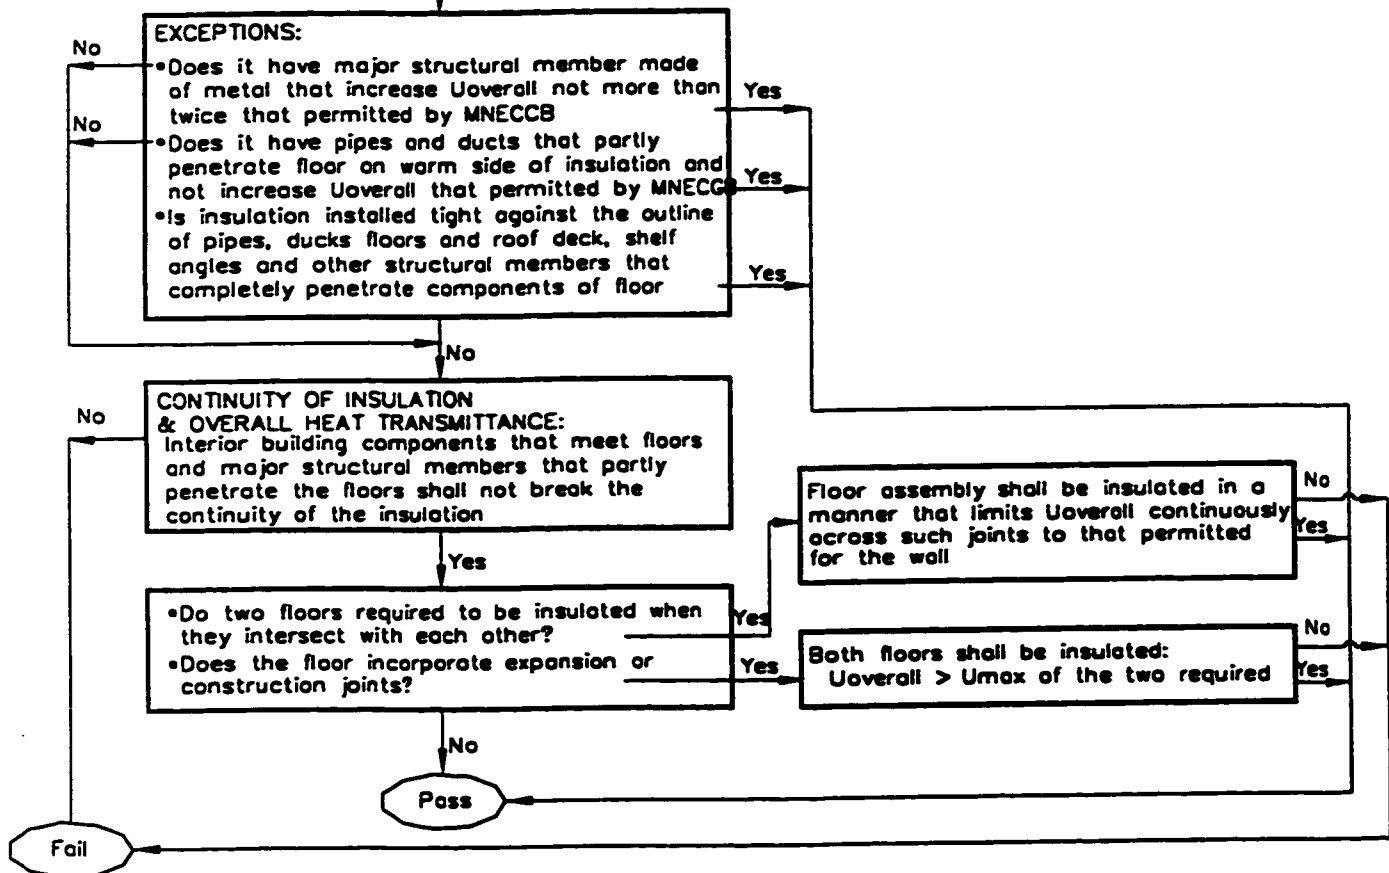 EXCEPTIONS:
No
•Does it have major structural member made
of metal that increase Uoverall not more than
twice that permitted by MNECCB
Yes
No
•Does it have pipes and ducts that partly
penetrate floor on warm side of insulation and
not increase Uoverall that permitted by MNECCB
Yes
•Is insulation installed tight against the outline
of pipes, ducks floors and roof deck, shelf
angles and other structural members that
completely penetrate components of floor
Yes
No
CONTINUITY OF INSULATION
& OVERALL HEAT TRANSMITTANCE:
Interior building components that meet floors
and major structural members that partly
penetrate the floors shall not break the
continuity of the insulation
No
Yes
•Do two floors required to be insulated when
they intersect with each other?
Yes
•Does the floor incorporate expansion or
construction joints?
Yes
Floor assembly shall be insulated in a
manner that limits Uoverall continuously
across such joints to that permitted
for the wall
No
Yes
Both floors shall be insulated:
Uoverall > Umax of the two required
No
Yes
No
Pass
Fail